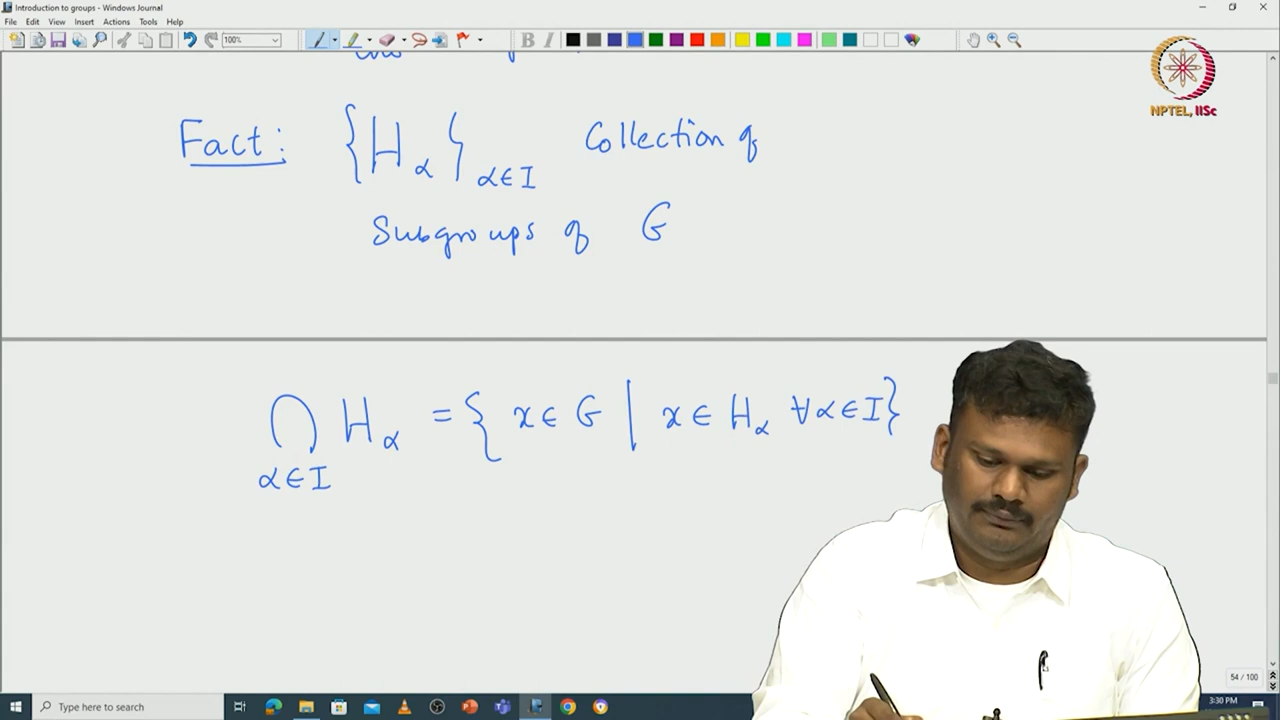 Introduction to groups - Windows Journal
File Edit View Insert Actions Tools Help
100%
B I
NPTEL, IISc
Fact: {H_α}_{α∈I} Collection of
Subgroups of G
⋂_{α∈I} H_α = { x ∈ G | x ∈ H_α ∀α∈I}
54 / 100
Type here to search
3:30 PM